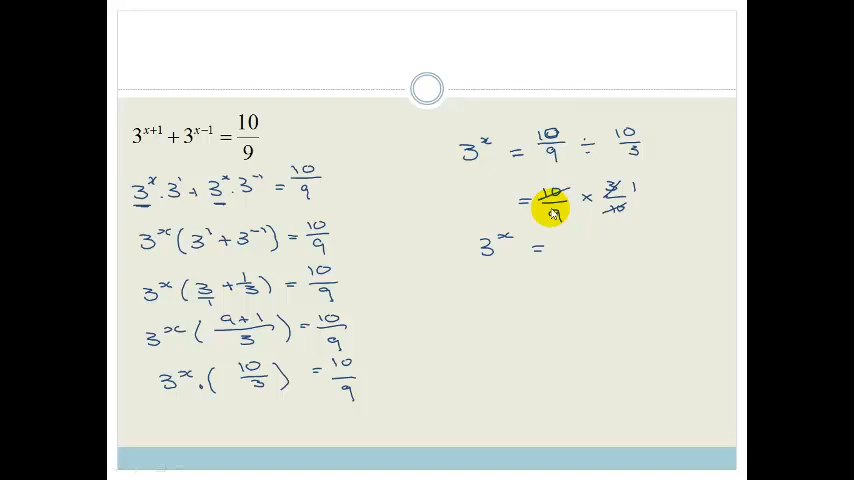 3^{x+1} + 3^{x-1} = 10/9
3^x . 3^1 + 3^x . 3^{-1} = 10/9
3^x ( 3^1 + 3^{-1} ) = 10/9
3^x ( 3/1 + 1/3 ) = 10/9
3^x ( 9+1/3 ) = 10/9
3^x . ( 10/3 ) = 10/9
3^x = 10/9 ÷ 10/3
= 10/9 × 3/10 1
3^x =